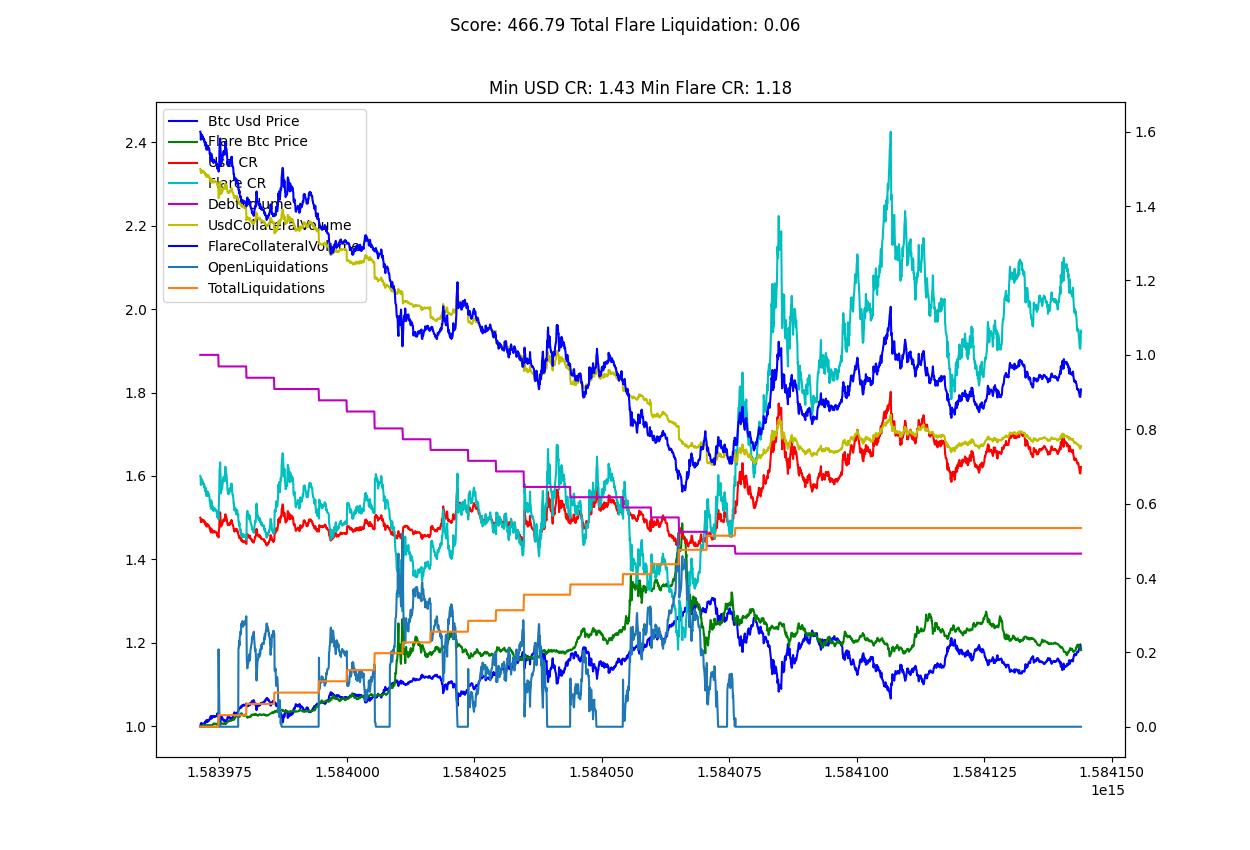 Score: 466.79 Total Flare Liquidation: 0.06
Min USD CR: 1.43 Min Flare CR: 1.18
Btc Usd Price
Flare Btc Price
Usd CR
Flare CR
DebtVolume
UsdCollateralVolume
FlareCollateralVolume
OpenLiquidations
TotalLiquidations
2.4
2.2
2.0
1.8
1.6
1.4
1.2
1.0
1.6
1.4
1.2
1.0
0.8
0.6
0.4
0.2
0.0
1.583975
1.584000
1.584025
1.584050
1.584075
1.584100
1.584125
1.584150
1e15